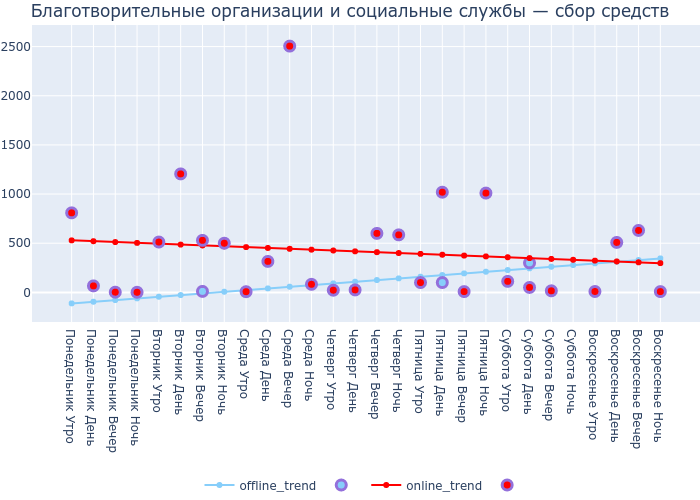 Благотворительные организации и социальные службы — сбор средств
2500
2000
1500
1000
500
0
Понедельник Утро
Понедельник День
Понедельник Вечер
Понедельник Ночь
Вторник Утро
Вторник День
Вторник Вечер
Вторник Ночь
Среда Утро
Среда День
Среда Вечер
Среда Ночь
Четверг Утро
Четверг День
Четверг Вечер
Четверг Ночь
Пятница Утро
Пятница День
Пятница Вечер
Пятница Ночь
Суббота Утро
Суббота День
Суббота Вечер
Суббота Ночь
Воскресенье Утро
Воскресенье День
Воскресенье Вечер
Воскресенье Ночь
offline_trend
online_trend